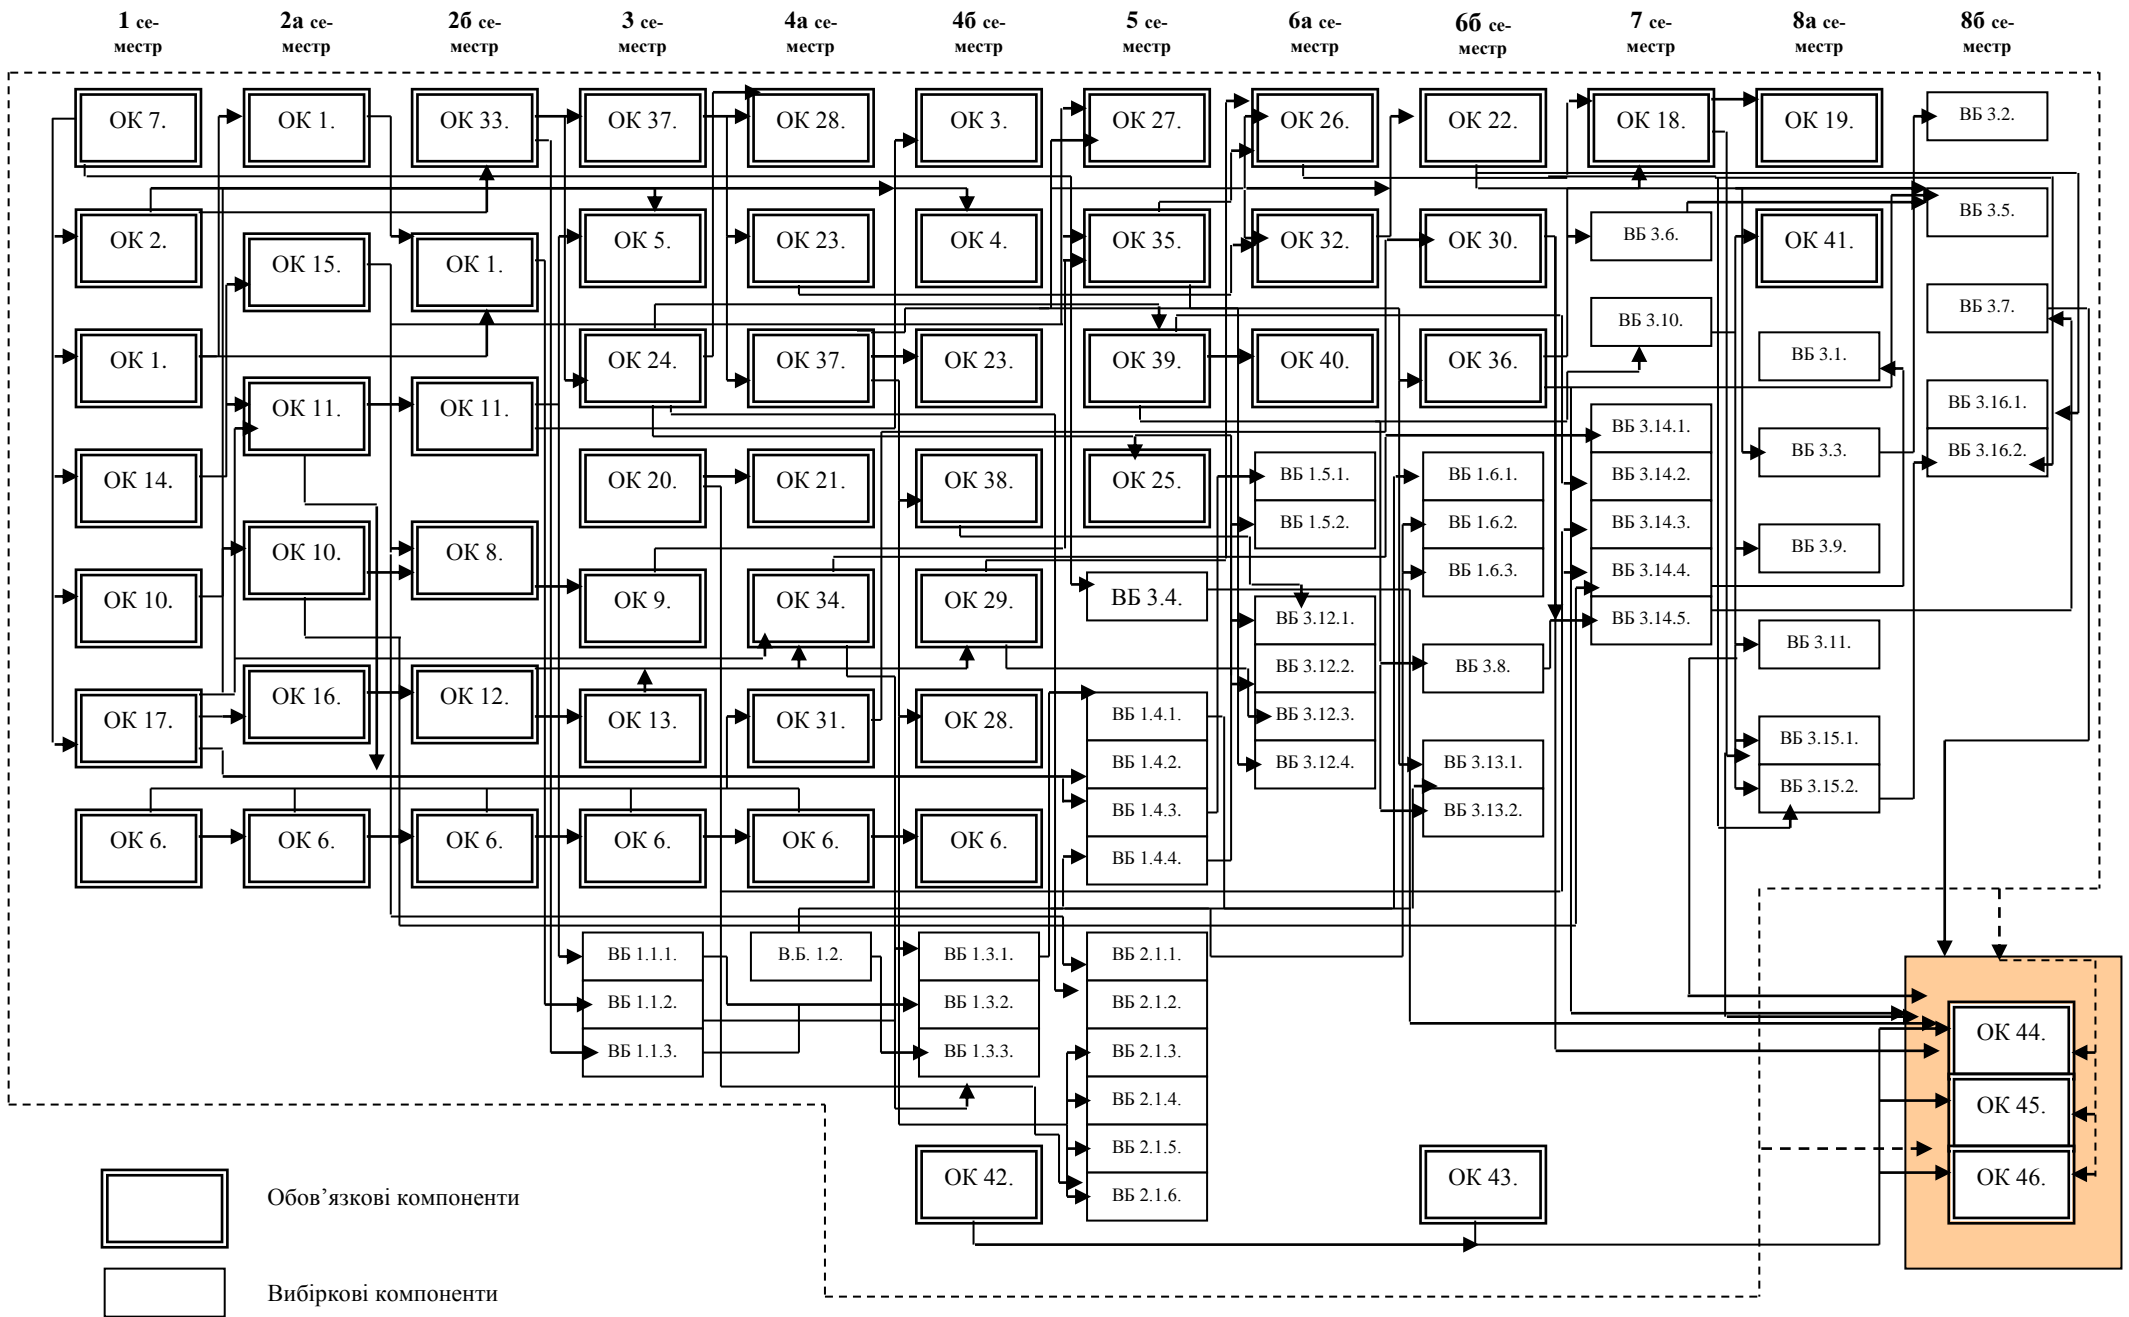 1 се-
местр
2а се-
местр
2б се-
местр
3 се-
местр
4а се-
местр
4б се-
местр
5 се-
местр
6а се-
местр
6б се-
местр
7 се-
местр
8а се-
местр
8б се-
местр
ОК 7.
ОК 2.
ОК 1.
ОК 14.
ОК 10.
ОК 17.
ОК 6.
ОК 1.
ОК 15.
ОК 11.
ОК 10.
ОК 16.
ОК 6.
ОК 33.
ОК 1.
ОК 11.
ОК 8.
ОК 12.
ОК 6.
ОК 37.
ОК 5.
ОК 24.
ОК 20.
ОК 9.
ОК 13.
ОК 6.
ВБ 1.1.1.
ВБ 1.1.2.
ВБ 1.1.3.
ОК 28.
ОК 23.
ОК 37.
ОК 21.
ОК 34.
ОК 31.
ОК 6.
В.Б. 1.2.
ОК 3.
ОК 4.
ОК 23.
ОК 38.
ОК 29.
ОК 28.
ОК 6.
ВБ 1.3.1.
ВБ 1.3.2.
ВБ 1.3.3.
ОК 42.
ОК 27.
ОК 35.
ОК 39.
ОК 25.
ВБ 3.4.
ВБ 1.4.1.
ВБ 1.4.2.
ВБ 1.4.3.
ВБ 1.4.4.
ВБ 2.1.1.
ВБ 2.1.2.
ВБ 2.1.3.
ВБ 2.1.4.
ВБ 2.1.5.
ВБ 2.1.6.
ОК 26.
ОК 32.
ОК 40.
ВБ 1.5.1.
ВБ 1.5.2.
ВБ 3.12.1.
ВБ 3.12.2.
ВБ 3.12.3.
ВБ 3.12.4.
ОК 22.
ОК 30.
ОК 36.
ВБ 1.6.1.
ВБ 1.6.2.
ВБ 1.6.3.
ВБ 3.8.
ВБ 3.13.1.
ВБ 3.13.2.
ОК 43.
ОК 18.
ВБ 3.6.
ВБ 3.10.
ВБ 3.14.1.
ВБ 3.14.2.
ВБ 3.14.3.
ВБ 3.14.4.
ВБ 3.14.5.
ОК 19.
ОК 41.
ВБ 3.1.
ВБ 3.3.
ВБ 3.9.
ВБ 3.11.
ВБ 3.15.1.
ВБ 3.15.2.
ВБ 3.2.
ВБ 3.5.
ВБ 3.7.
ВБ 3.16.1.
ВБ 3.16.2.
ОК 44.
ОК 45.
ОК 46.
Обов’язкові компоненти
Вибіркові компоненти